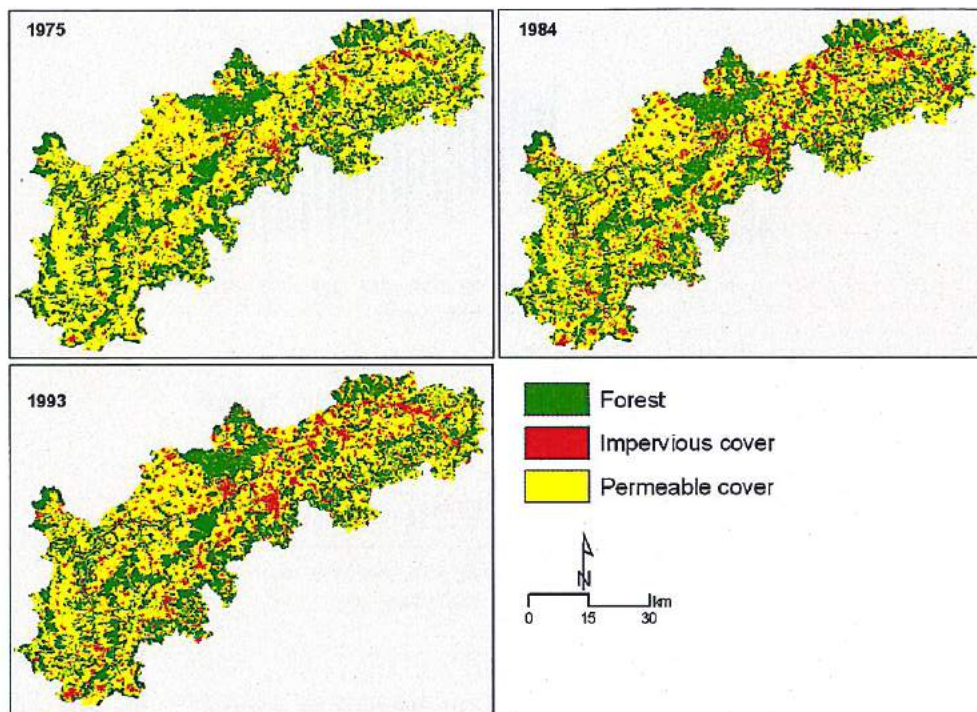 1975
1984
1993
Forest
Impervious cover
Permeable cover
N
km
0 15 30